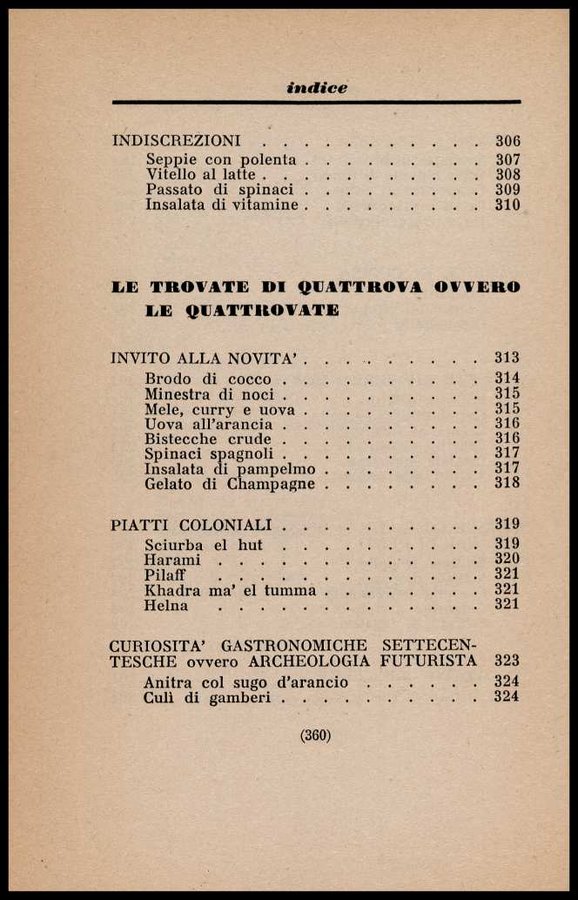 indice
INDISCREZIONI . . . . . . . . . . . 306
Seppie con polenta . . . . . . . . . 307
Vitello al latte . . . . . . . . . . . 308
Passato di spinaci . . . . . . . . . 309
Insalata di vitamine . . . . . . . . . 310
LE TROVATE DI QUATTROVA OVVERO
LE QUATTROVATE
INVITO ALLA NOVITA' . . . . . . . . . 313
Brodo di cocco . . . . . . . . . . 314
Minestra di noci . . . . . . . . . . 315
Mele, curry e uova . . . . . . . . . 315
Uova all'arancia . . . . . . . . . . 316
Bistecche crude . . . . . . . . . . 316
Spinaci spagnoli . . . . . . . . . . 317
Insalata di pampelmo . . . . . . . . 317
Gelato di Champagne . . . . . . . . 318
PIATTI COLONIALI . . . . . . . . . . 319
Sciurba el hut . . . . . . . . . . 319
Harami . . . . . . . . . . . . 320
Pilaff . . . . . . . . . . . . 321
Khadra ma' el tumma . . . . . . . . 321
Helna . . . . . . . . . . . . 321
CURIOSITA' GASTRONOMICHE SETTECEN-
TESCHE ovvero ARCHEOLOGIA FUTURISTA 323
Anitra col sugo d'arancio . . . . . . 324
Culì di gamberi . . . . . . . . . . 324
(360)